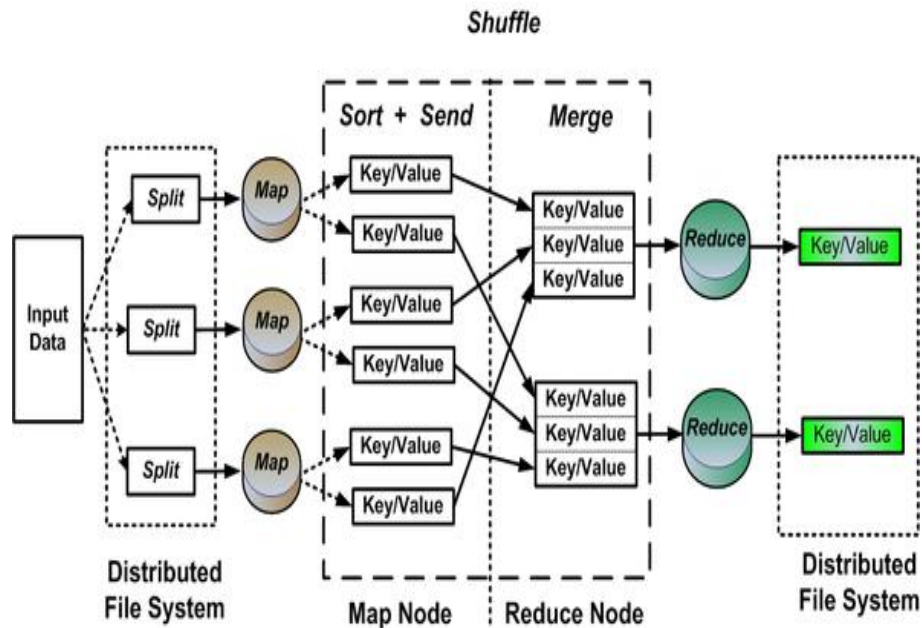 Shuffle
Sort + Send
Merge
Input
Data
Split
Split
Split
Map
Map
Map
Key/Value
Key/Value
Key/Value
Key/Value
Key/Value
Key/Value
Key/Value
Key/Value
Key/Value
Key/Value
Key/Value
Key/Value
Reduce
Reduce
Key/Value
Key/Value
Distributed
File System
Map Node
Reduce Node
Distributed
File System